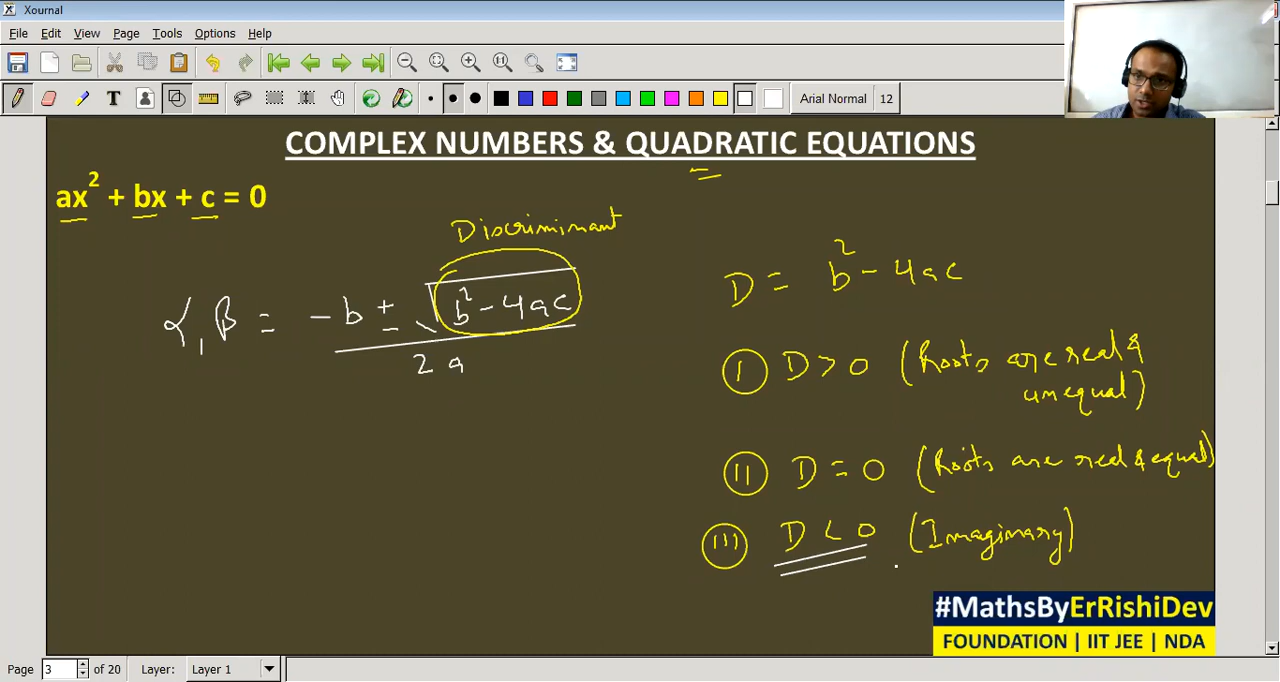 Xournal
File Edit View Page Tools Options Help
Arial Normal 12
COMPLEX NUMBERS & QUADRATIC EQUATIONS
ax² + bx + c = 0
Discriminant
α, β = −b ± √b² − 4ac
2a
D = b² − 4ac
I D > 0 (Roots are real &
unequal)
II D = 0 (Roots are real & equal)
III D < 0 (Imaginary)
#MathsByErRishiDev
FOUNDATION | IIT JEE | NDA
Page 3 of 20 Layer: Layer 1